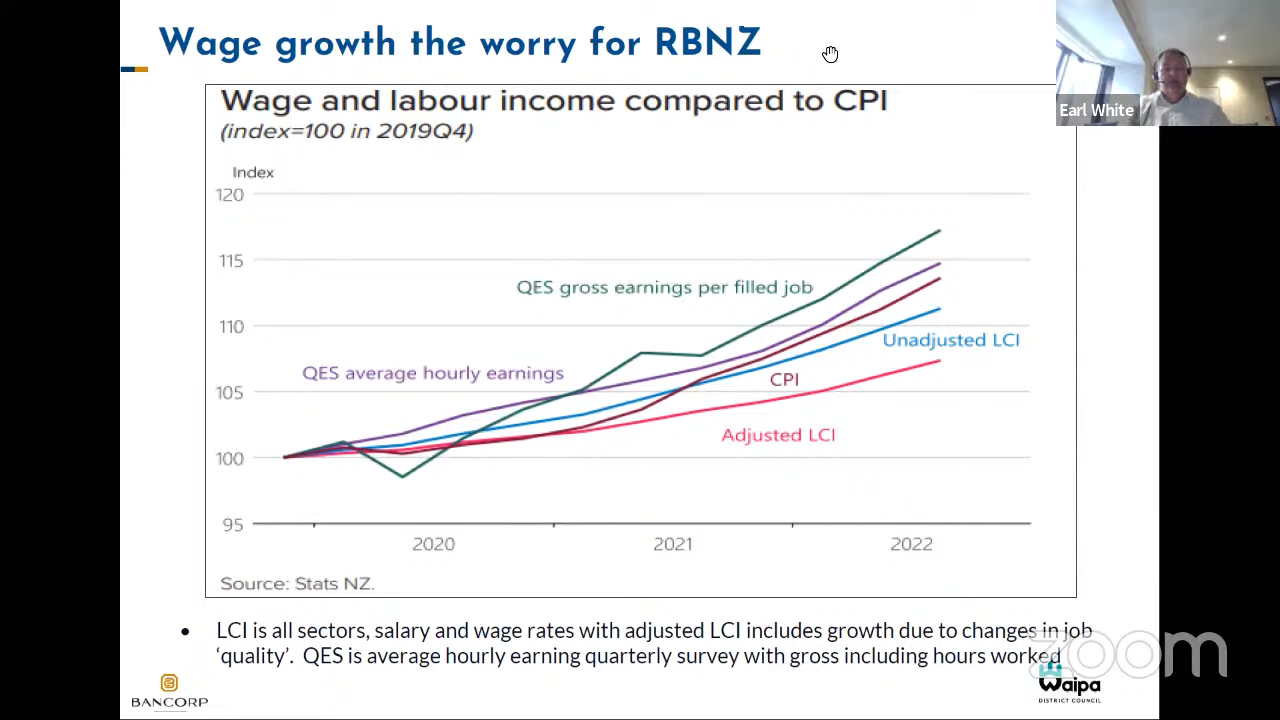 Wage growth the worry for RBNZ
Earl White
Wage and labour income compared to CPI
(index=100 in 2019Q4)
Index
120
115
QES gross earnings per filled job
110
Unadjusted LCI
QES average hourly earnings
CPI
105
Adjusted LCI
100
95
2020 2021 2022
Source: Stats NZ.
• LCI is all sectors, salary and wage rates with adjusted LCI includes growth due to changes in job
‘quality’. QES is average hourly earning quarterly survey with gross including hours worked
zoom
BANCORP
Waipa
DISTRICT COUNCIL